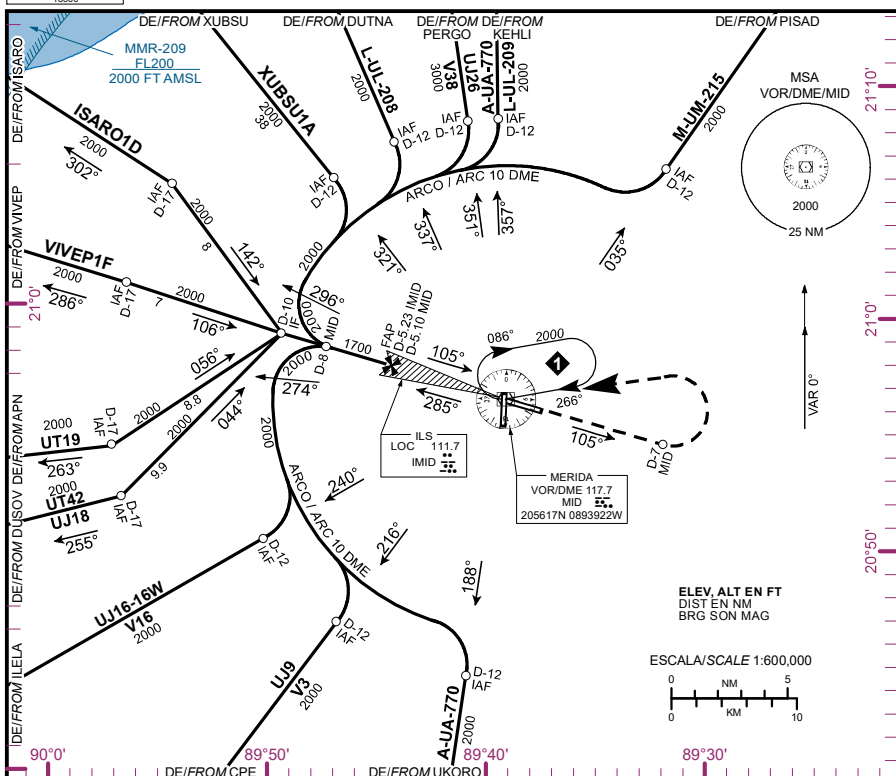 DE/FROM XUBSU
DE/FROM DUTNA
DE/FROM
PERGO
DE/FROM
KEHLI
DE/FROM PISAD
DE/FROM ISARO
MMR-209
FL200
2000 FT AMSL
XUBSU1A
2000
38
L-UL-208
2000
V38
3000
UJ26
A-UA-770
L-UL-209
2000
M-UM-215
2000
21°10'
MSA
VOR/DME/MID
2000
25 NM
ISARO1D
2000
302°
IAF
D-17
IAF
D-12
IAF
D-12
IAF
D-12
IAF
D-12
IAF
D-12
ARCO / ARC 10 DME
2000
8
142°
2000
321°
337°
351°
357°
035°
DE/FROM VIVEP
VIVEP1F
2000
286°
IAF
D-17
7
2000
106°
296°
2000
D-10
IF
D-8
MID
1700
FAP
D-5.23 IMID
D-5.10 MID
21°0'
21°0'
105°
285°
086°
2000
1
266°
105°
D-7
MID
VAR 0°
056°
044°
274°
2000
2000
ILS
LOC 111.7
IMID
MERIDA
VOR/DME 117.7
MID
205617N 0893922W
DE/FROM APN
2000
UT19
263°
D-17
IAF
2000
8.8
DE/FROM DUSOV
2000
UT42
UJ18
255°
D-17
IAF
9.9
2000
ARCO / ARC 10 DME
240°
216°
188°
20°50'
D-12
IAF
UJ16-16W
V16
2000
DE/FROM ILELA
D-12
IAF
UJ9
V3
2000
D-12
IAF
A-UA-770
2000
ELEV, ALT EN FT
DIST EN NM
BRG SON MAG
ESCALA/SCALE 1:600,000
0
NM
5
0
KM
10
90°0'
89°50'
89°40'
89°30'
DE/FROM CPE
DE/FROM UKORO